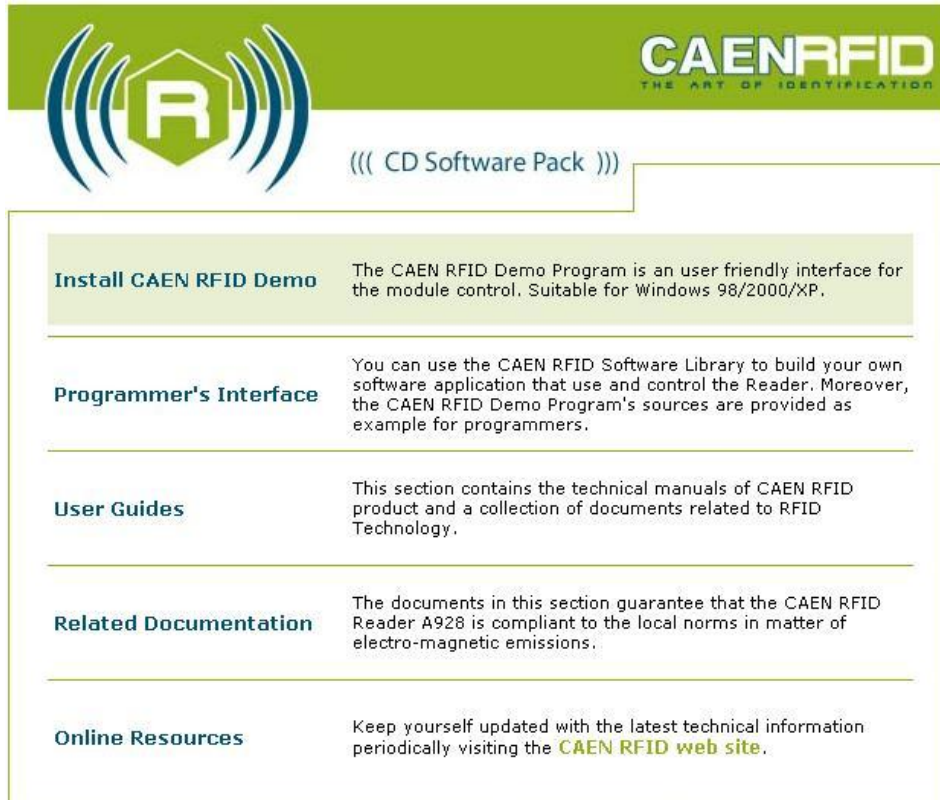 CAENRFID
THE ART OF IDENTIFICATION
R
((( CD Software Pack )))
Install CAEN RFID Demo
The CAEN RFID Demo Program is an user friendly interface for
the module control. Suitable for Windows 98/2000/XP.
Programmer's Interface
You can use the CAEN RFID Software Library to build your own
software application that use and control the Reader. Moreover,
the CAEN RFID Demo Program's sources are provided as
example for programmers.
User Guides
This section contains the technical manuals of CAEN RFID
product and a collection of documents related to RFID
Technology.
Related Documentation
The documents in this section guarantee that the CAEN RFID
Reader A928 is compliant to the local norms in matter of
electro-magnetic emissions.
Online Resources
Keep yourself updated with the latest technical information
periodically visiting the CAEN RFID web site.